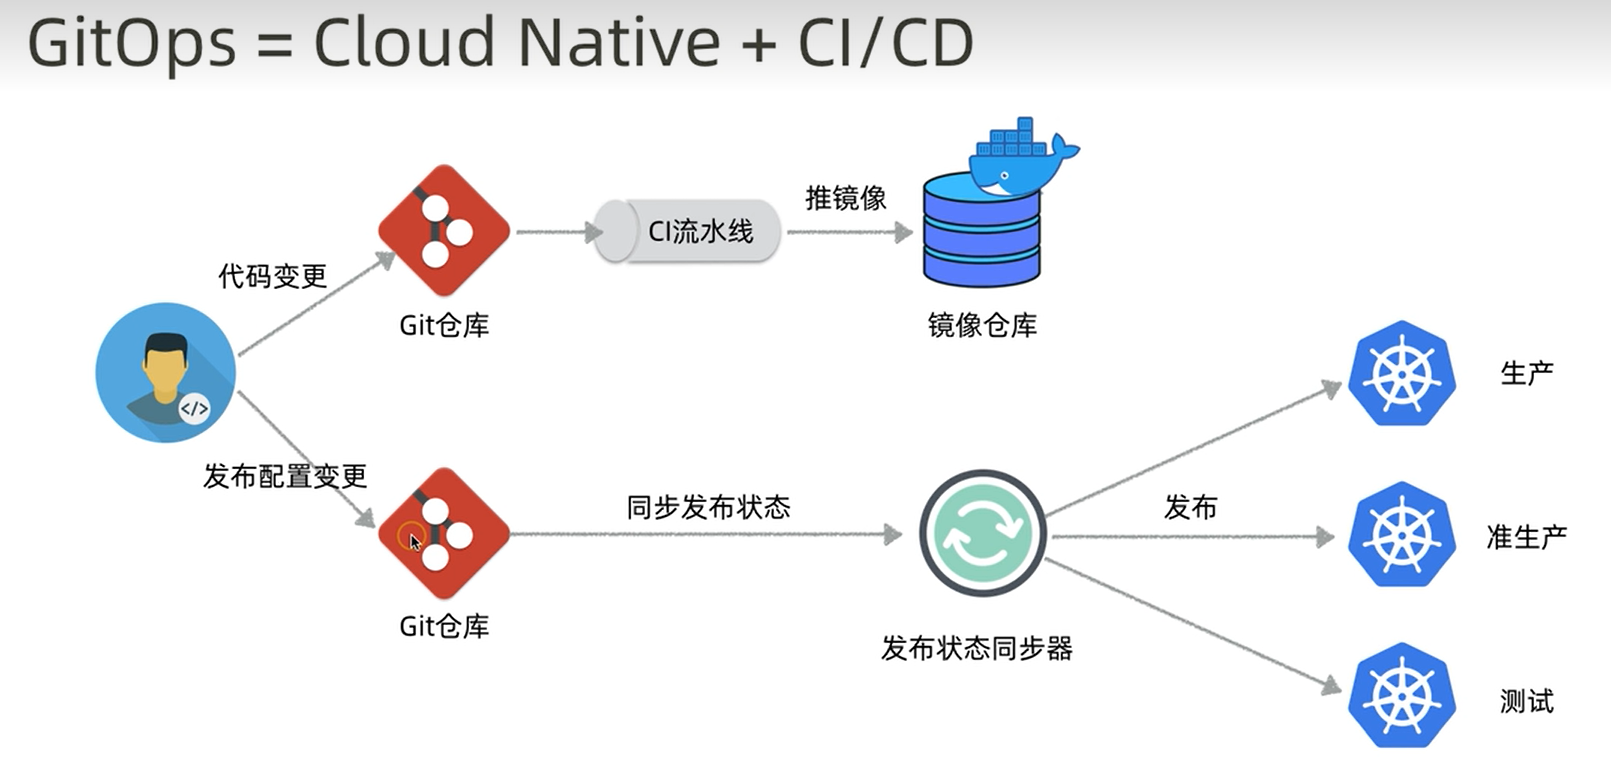 GitOps = Cloud Native + CI/CD
推镜像
CI流水线
代码变更
Git仓库
镜像仓库
</>
生产
发布配置变更
同步发布状态
发布
准生产
Git仓库
发布状态同步器
测试